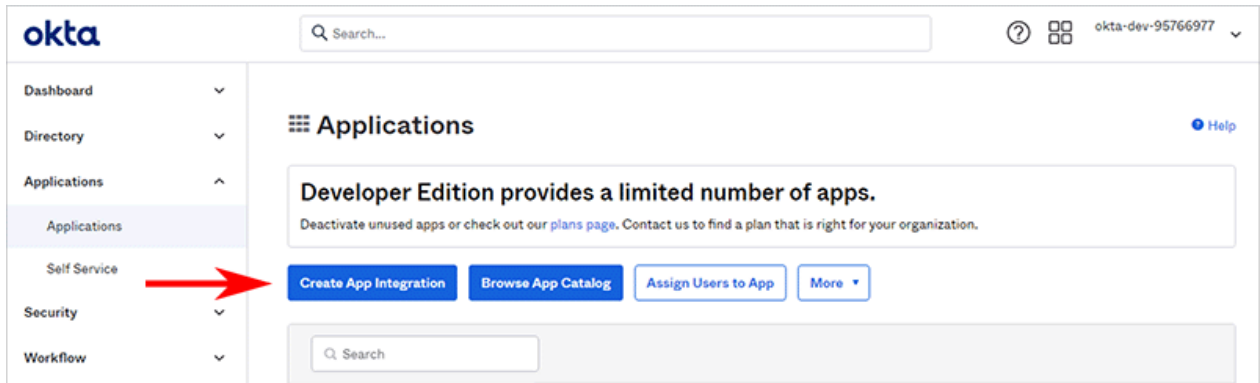 okta
Search...
okta-dev-95766977
Dashboard
Directory
Applications
Applications
Self Service
Security
Workflow
Applications
Help
Developer Edition provides a limited number of apps.
Deactivate unused apps or check out our plans page. Contact us to find a plan that is right for your organization.
Create App Integration
Browse App Catalog
Assign Users to App
More
Search